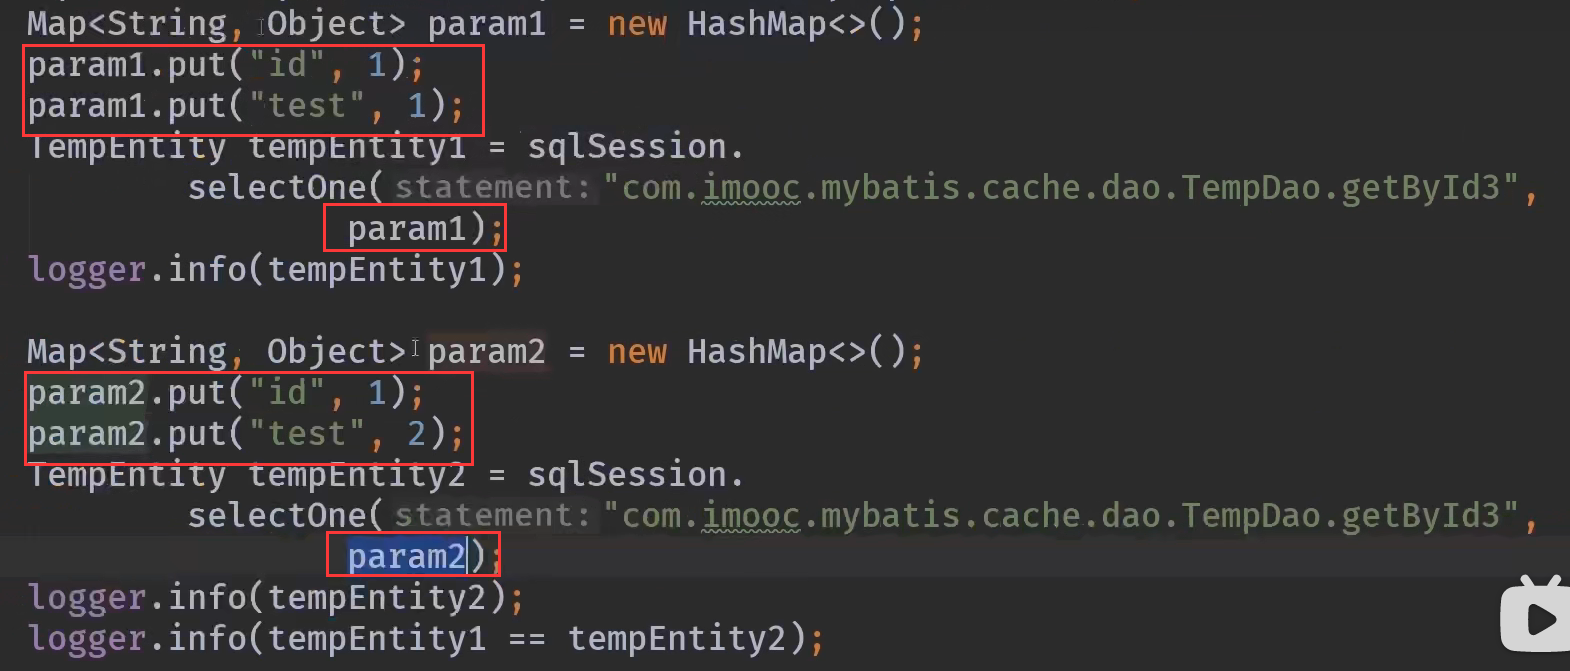 Map<String, Object> param1 = new HashMap<>();
param1.put("id", 1);
param1.put("test", 1);
TempEntity tempEntity1 = sqlSession.
selectOne( statement: "com.imooc.mybatis.cache.dao.TempDao.getById3",
param1);
logger.info(tempEntity1);
Map<String, Object> param2 = new HashMap<>();
param2.put("id", 1);
param2.put("test", 2);
TempEntity tempEntity2 = sqlSession.
selectOne( statement: "com.imooc.mybatis.cache.dao.TempDao.getById3",
param2);
logger.info(tempEntity2);
logger.info(tempEntity1 == tempEntity2);